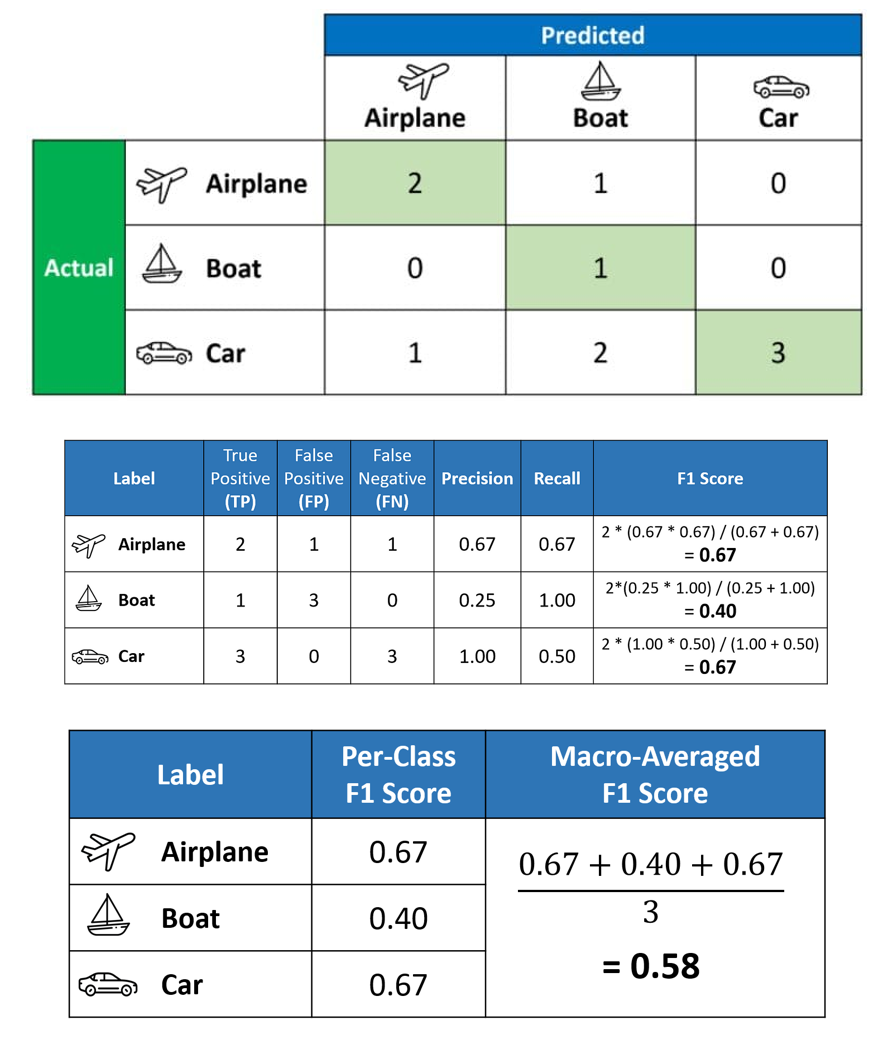 Predicted
Airplane Boat Car
Actual
Airplane 2 1 0
Boat 0 1 0
Car 1 2 3
Label True Positive (TP) False Positive (FP) False Negative (FN) Precision Recall F1 Score
Airplane 2 1 1 0.67 0.67 2 * (0.67 * 0.67) / (0.67 + 0.67)
= 0.67
Boat 1 3 0 0.25 1.00 2*(0.25 * 1.00) / (0.25 + 1.00)
= 0.40
Car 3 0 3 1.00 0.50 2 * (1.00 * 0.50) / (1.00 + 0.50)
= 0.67
Label Per-Class F1 Score Macro-Averaged F1 Score
Airplane 0.67
Boat 0.40
Car 0.67
0.67 + 0.40 + 0.67
3
= 0.58